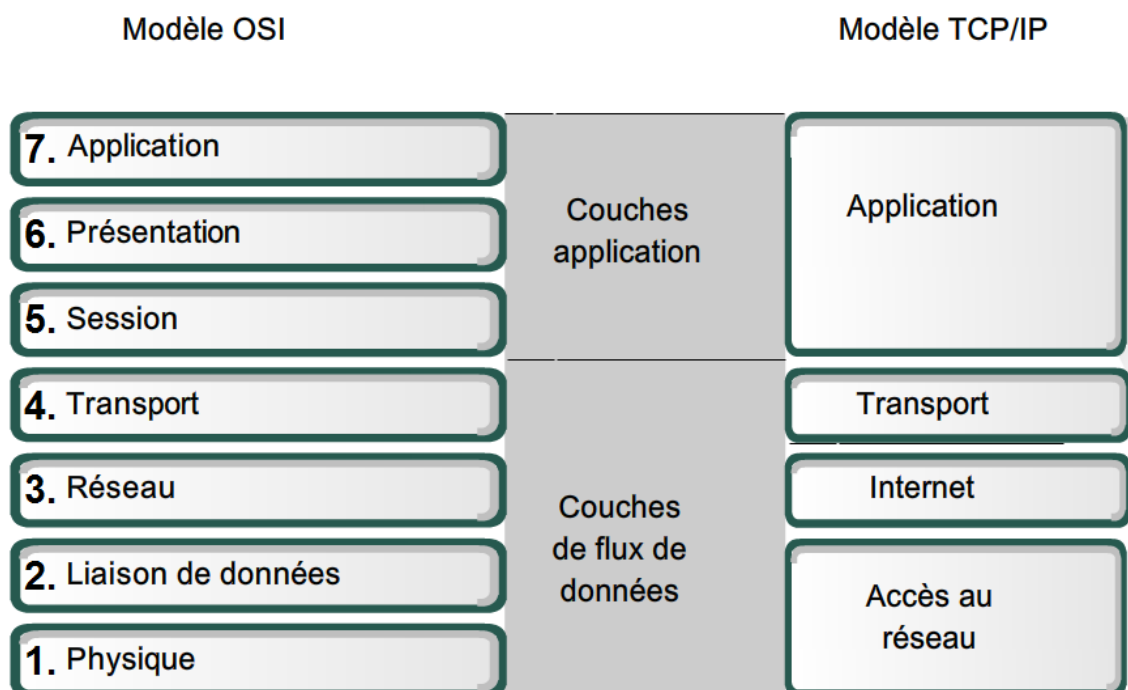 Modèle OSI
Modèle TCP/IP
7. Application
6. Présentation
5. Session
4. Transport
3. Réseau
2. Liaison de données
1. Physique
Couches
application
Couches
de flux de
données
Application
Transport
Internet
Accès au
réseau